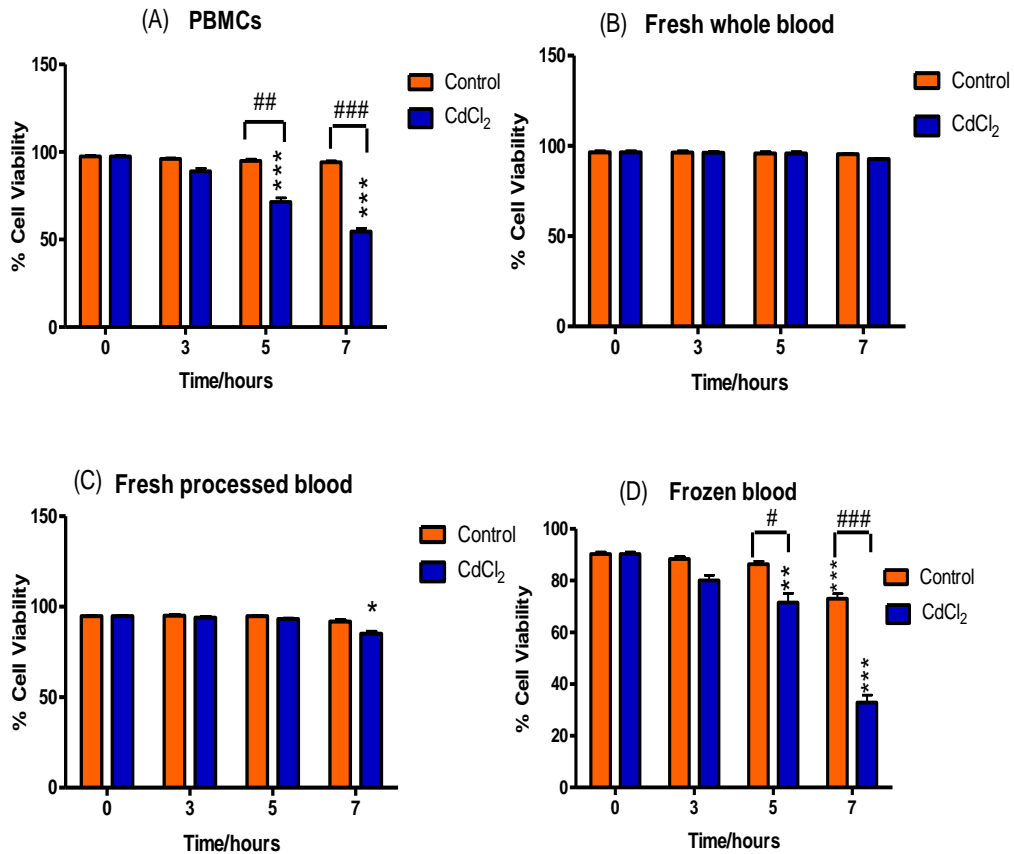 (A) PBMCs
% Cell Viability
150
100
50
0
##
###
***
***
0 3 5 7
Time/hours
Control
CdCl₂
(B) Fresh whole blood
% Cell Viability
150
100
50
0
0 3 5 7
Time/hours
Control
CdCl₂
(C) Fresh processed blood
% Cell Viability
150
100
50
0
*
0 3 5 7
Time/hours
Control
CdCl₂
(D) Frozen blood
% Cell Viability
100
80
60
40
20
0
#
###
**
***
***
0 3 5 7
Time/hours
Control
CdCl₂